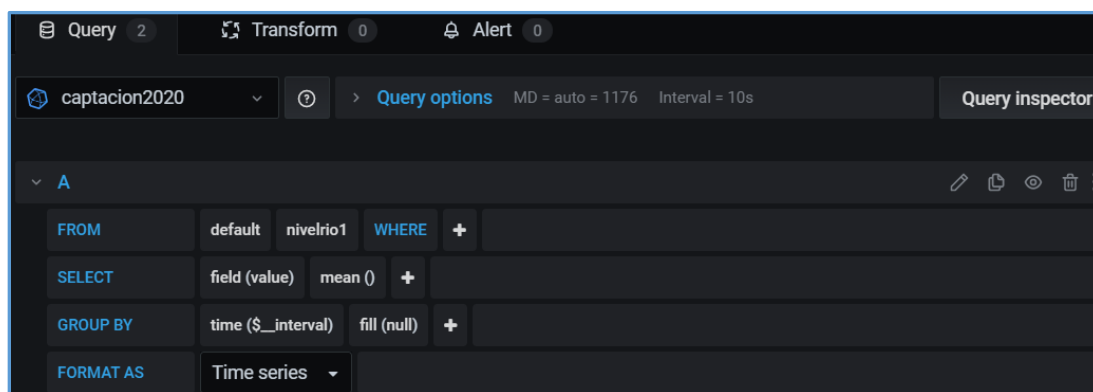 Query 2 Transform 0 Alert 0
captacion2020 ? > Query options MD = auto = 1176 Interval = 10s Query inspector
A
FROM default nivelrio1 WHERE +
SELECT field (value) mean () +
GROUP BY time ($__interval) fill (null) +
FORMAT AS Time series